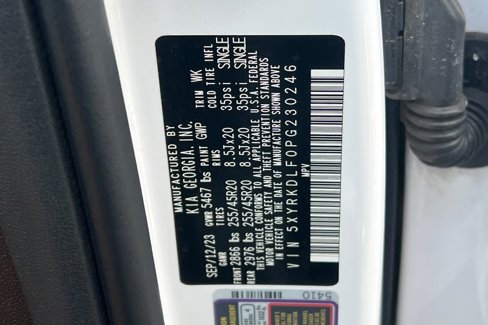 MANUFACTURED BY
KIA GEORGIA, INC.
SEP/12/23 GVWR 5467 lbs PAINT GWP TRIM WK
GAWR TIRES RIMS COLD TIRE INFL
FRONT 2866 lbs 255/45R20 8.5Jx20 35psi SINGLE
REAR 2976 lbs 255/45R20 8.5Jx20 35psi SINGLE
THIS VEHICLE CONFORMS TO ALL APPLICABLE U.S.A. FEDERAL
MOTOR VEHICLE SAFETY AND THEFT PREVENTION STANDARDS
IN EFFECT ON THE DATE OF MANUFACTURE SHOWN ABOVE
VIN 5XYRKDLF0PG230246
MPV
5410